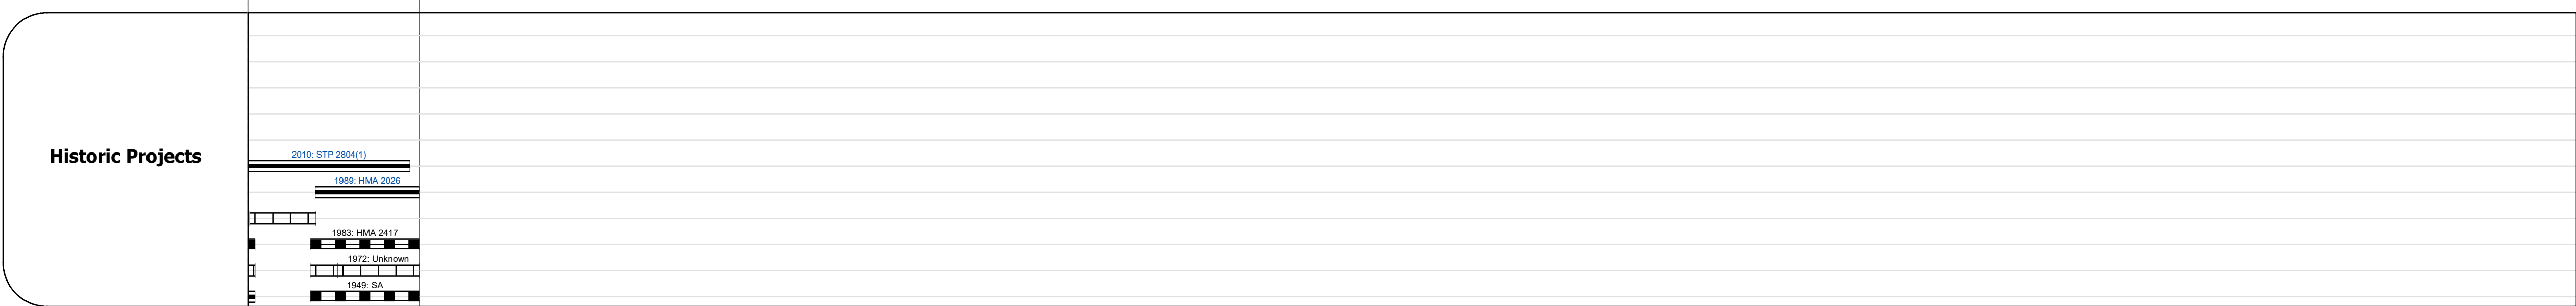 Historic Projects
2010: STP 2804(1)
1989: HMA 2026
1983: HMA 2417
1972: Unknown
1949: SA